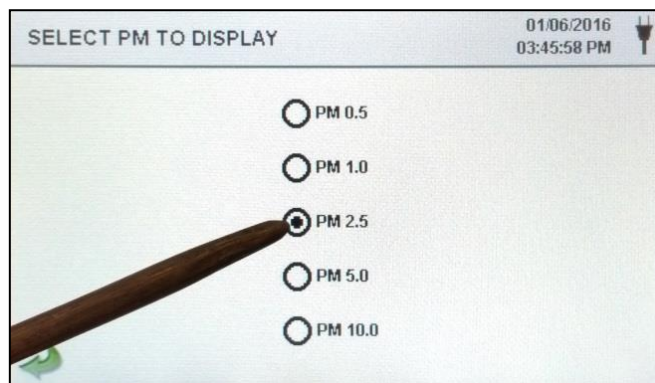 SELECT PM TO DISPLAY
01/06/2016
03:45:58 PM
PM 0.5
PM 1.0
PM 2.5
PM 5.0
PM 10.0